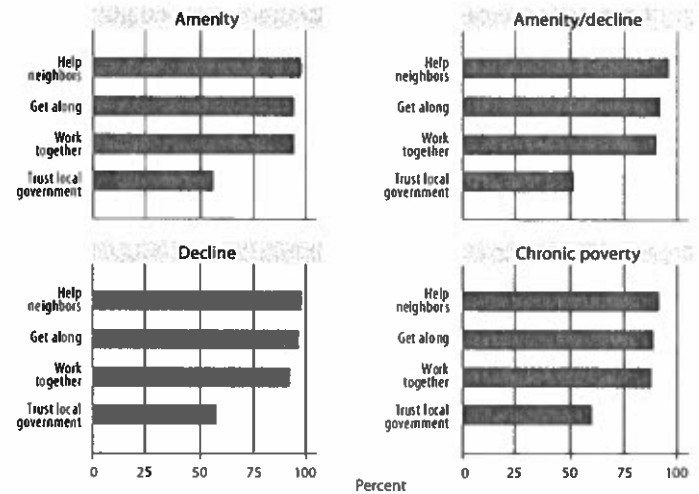 Amenity
Help
neighbors
Get along
Work
together
Trust local
government
Amenity/decline
Help
neighbors
Get along
Work
together
Trust local
government
Decline
Help
neighbors
Get along
Work
together
Trust local
government
0 25 50 75 100
Chronic poverty
Help
neighbors
Get along
Work
together
Trust local
government
0 25 50 75 100
Percent